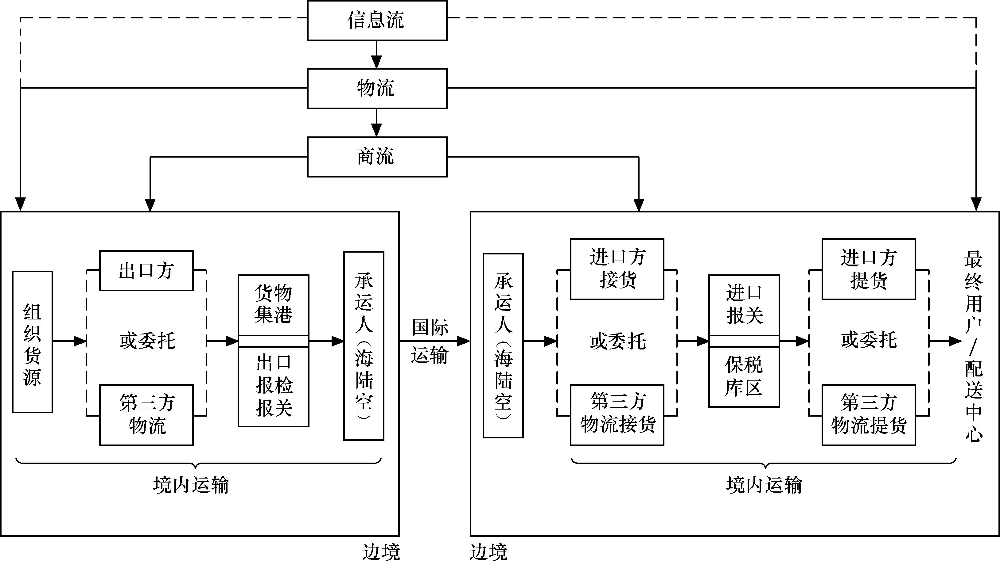 信息流
物流
商流
组织货源
出口方
或委托
第三方
物流
货物
集港
出口
报检
报关
承运人（海陆空）
国际
运输
承运人（海陆空）
进口方
接货
或委托
第三方
物流接货
进口
报关
保税
库区
进口方
提货
或委托
第三方
物流提货
最终用户/配送中心
境内运输
境内运输
边境
边境